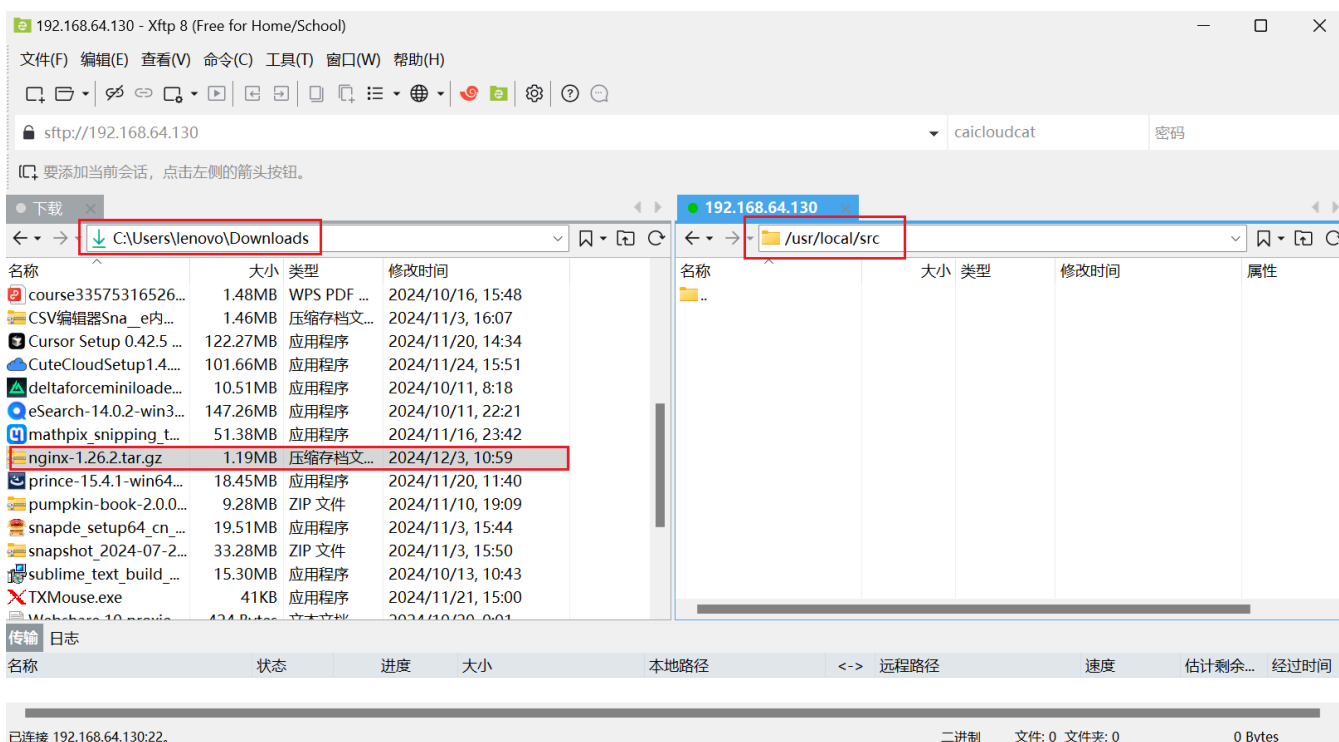 192.168.64.130 - Xftp 8 (Free for Home/School)
文件(F) 编辑(E) 查看(V) 命令(C) 工具(T) 窗口(W) 帮助(H)
sftp://192.168.64.130 caicloudcat 密码
要添加当前会话，点击左侧的箭头按钮。
下载
C:\Users\lenovo\Downloads
名称 大小 类型 修改时间
course33575316526... 1.48MB WPS PDF ... 2024/10/16, 15:48
CSV编辑器Sna__e内... 1.46MB 压缩存档文... 2024/11/3, 16:07
Cursor Setup 0.42.5 ... 122.27MB 应用程序 2024/11/20, 14:34
CuteCloudSetup1.4.... 101.66MB 应用程序 2024/11/24, 15:51
deltaforceminiloade... 10.51MB 应用程序 2024/10/11, 8:18
eSearch-14.0.2-win3... 147.26MB 应用程序 2024/10/11, 22:21
mathpix_snipping_t... 51.38MB 应用程序 2024/11/16, 23:42
nginx-1.26.2.tar.gz 1.19MB 压缩存档文... 2024/12/3, 10:59
prince-15.4.1-win64... 18.45MB 应用程序 2024/11/20, 11:40
pumpkin-book-2.0.0... 9.28MB ZIP 文件 2024/11/10, 19:09
snapde_setup64_cn_... 19.51MB 应用程序 2024/11/3, 15:44
snapshot_2024-07-2... 33.28MB ZIP 文件 2024/11/3, 15:50
sublime_text_build_... 15.30MB 应用程序 2024/10/13, 10:43
TXMouse.exe 41KB 应用程序 2024/11/21, 15:00
192.168.64.130
/usr/local/src
名称 大小 类型 修改时间 属性
..
传输 日志
名称 状态 进度 大小 本地路径 <-> 远程路径 速度 估计剩余... 经过时间
已连接 192.168.64.130:22。 二进制 文件: 0 文件夹: 0 0 Bytes